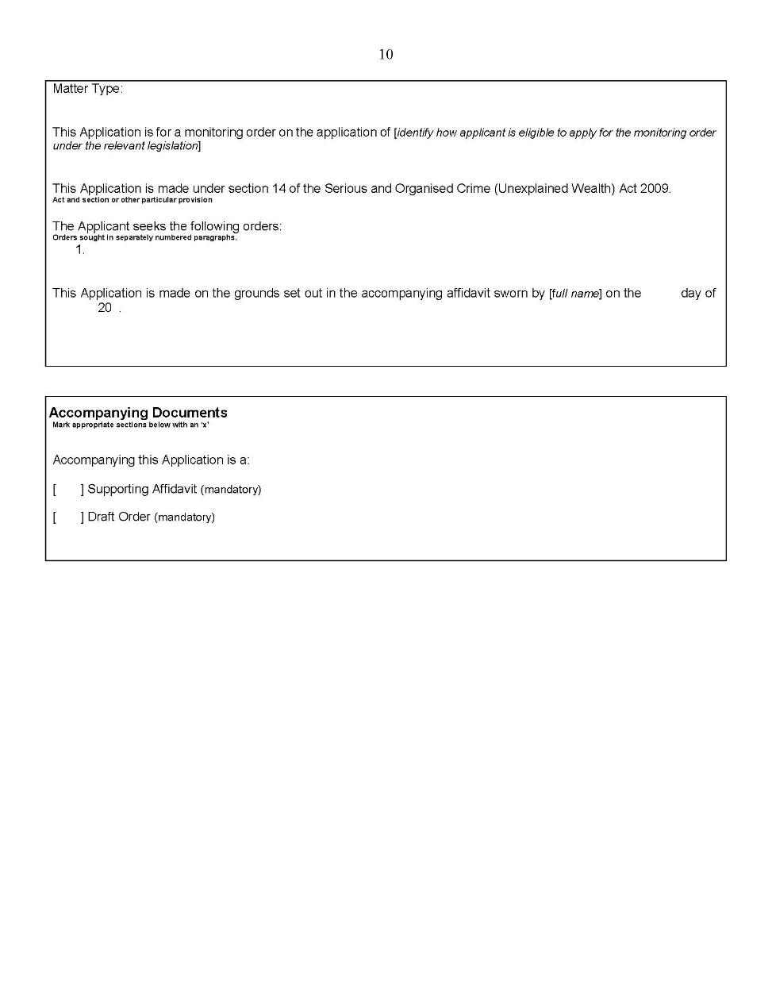 10
Matter Type:
This Application is for a monitoring order on the application of [identify how applicant is eligible to apply for the monitoring order
under the relevant legislation]
This Application is made under section 14 of the Serious and Organised Crime (Unexplained Wealth) Act 2009.
Act and section or other particular provision
The Applicant seeks the following orders:
Orders sought in separately numbered paragraphs.
1.
This Application is made on the grounds set out in the accompanying affidavit sworn by [full name] on the day of
20 .
Accompanying Documents
Mark appropriate sections below with an 'x'
Accompanying this Application is a:
[ ] Supporting Affidavit (mandatory)
[ ] Draft Order (mandatory)